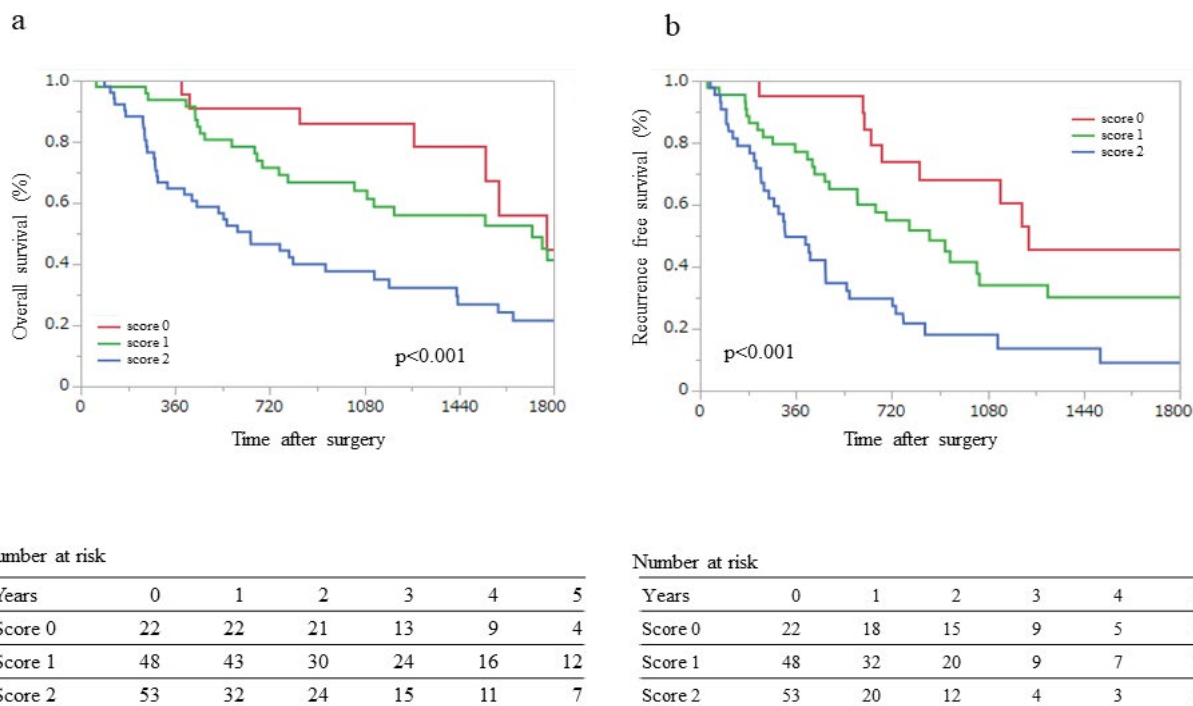 a
1.0
0.8
0.6
0.4
0.2
0
Overall survival (%)
score 0
score 1
score 2
p<0.001
0 360 720 1080 1440 1800
Time after surgery
b
1.0
0.8
0.6
0.4
0.2
0
Recurrence free survival (%)
score 0
score 1
score 2
p<0.001
0 360 720 1080 1440 1800
Time after surgery
umber at risk
Years 0 1 2 3 4 5
Score 0 22 22 21 13 9 4
Score 1 48 43 30 24 16 12
Score 2 53 32 24 15 11 7
Number at risk
Years 0 1 2 3 4
Score 0 22 18 15 9 5
Score 1 48 32 20 9 7
Score 2 53 20 12 4 3